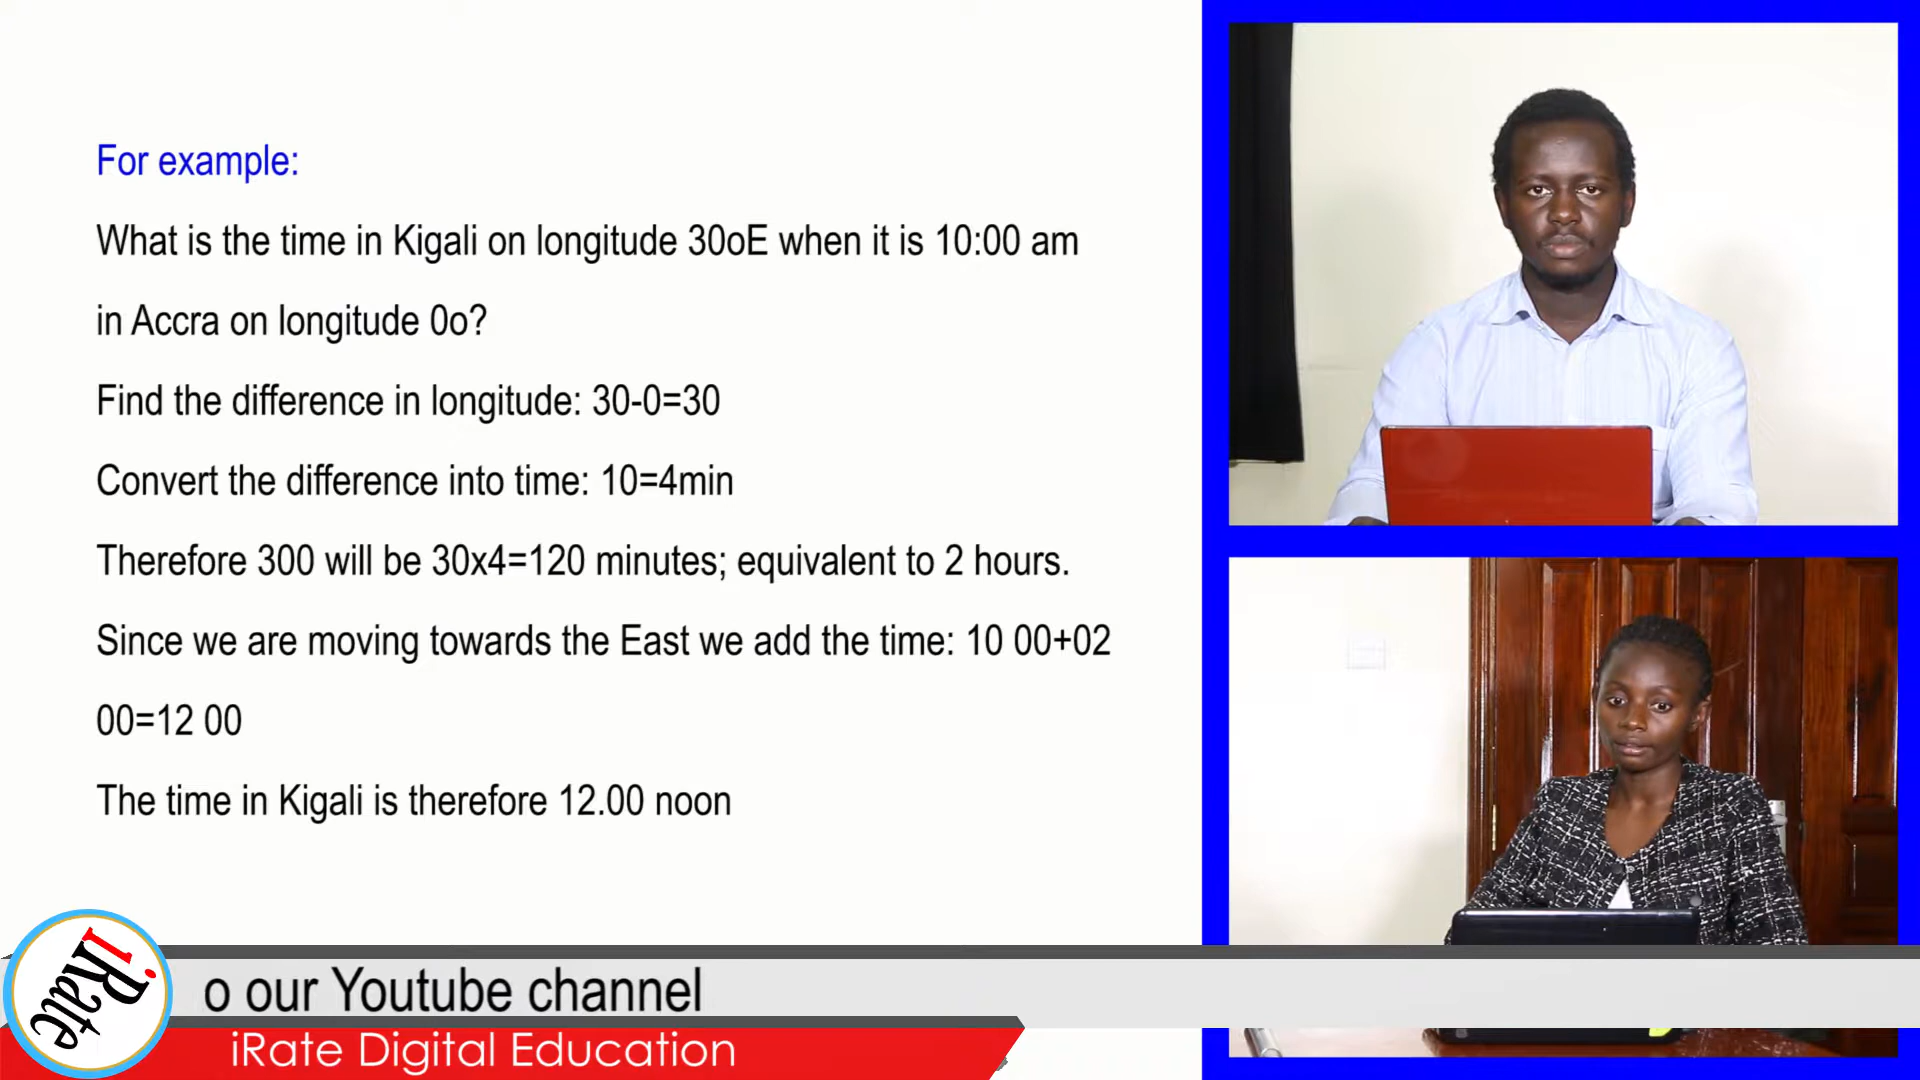 For example:
What is the time in Kigali on longitude 30oE when it is 10:00 am
in Accra on longitude 0o?
Find the difference in longitude: 30-0=30
Convert the difference into time: 10=4min
Therefore 300 will be 30x4=120 minutes; equivalent to 2 hours.
Since we are moving towards the East we add the time: 10 00+02
00=12 00
The time in Kigali is therefore 12.00 noon
iRate
o our Youtube channel
iRate Digital Education